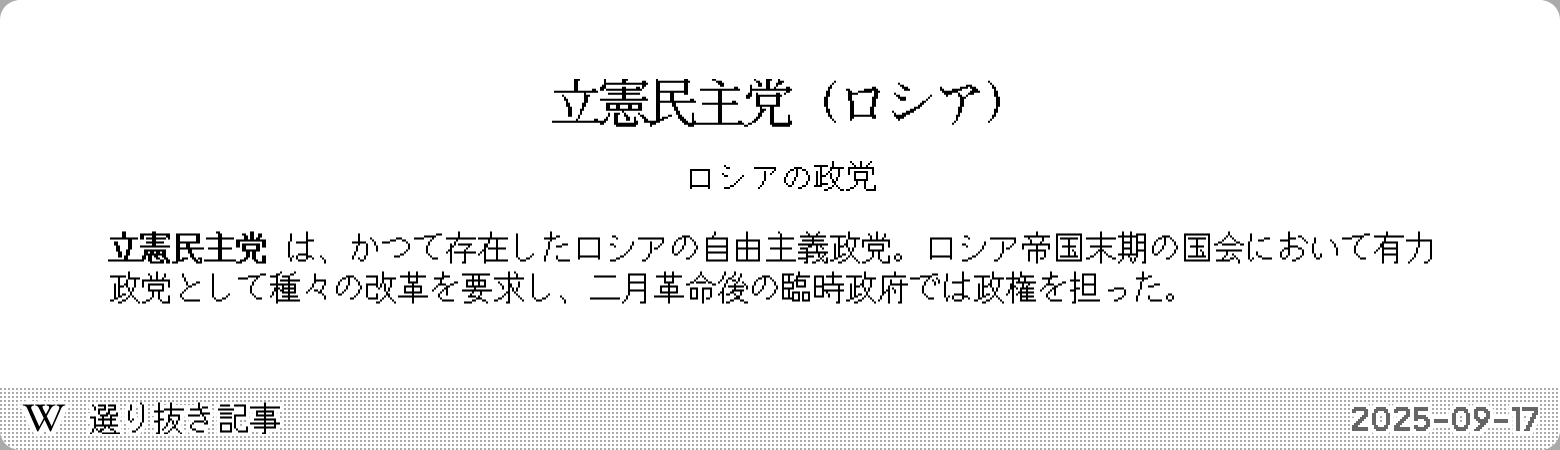 立憲民主党（ロシア）
ロシアの政党
立憲民主党 は、かつて存在したロシアの自由主義政党。ロシア帝国末期の国会において有力
政党として種々の改革を要求し、二月革命後の臨時政府では政権を担った。
W 選り抜き記事
2025-09-17